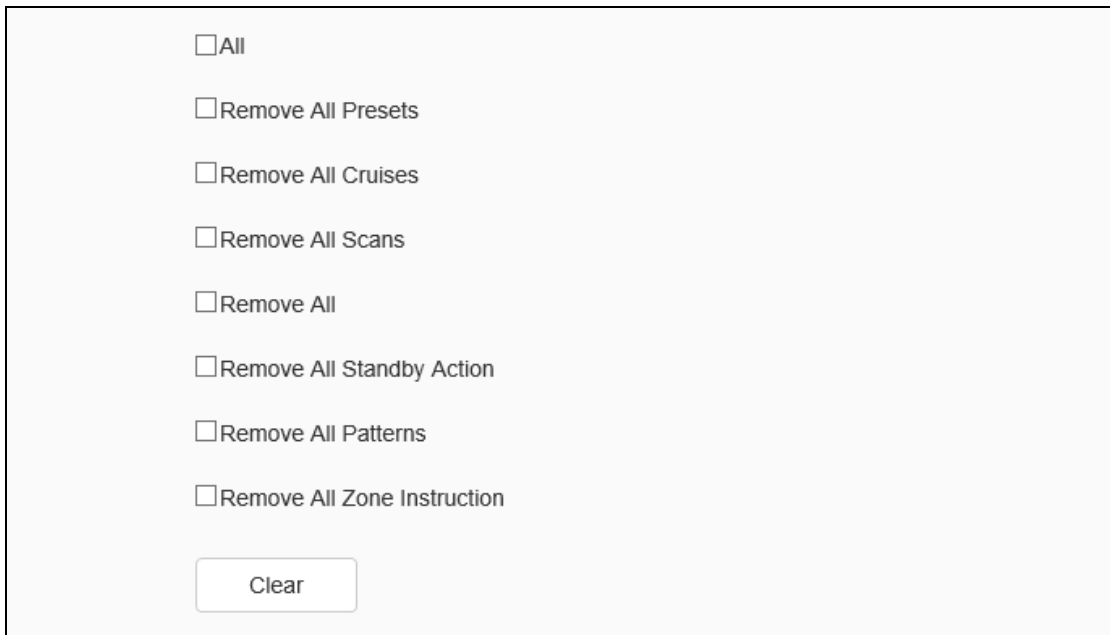 All
Remove All Presets
Remove All Cruises
Remove All Scans
Remove All
Remove All Standby Action
Remove All Patterns
Remove All Zone Instruction
Clear